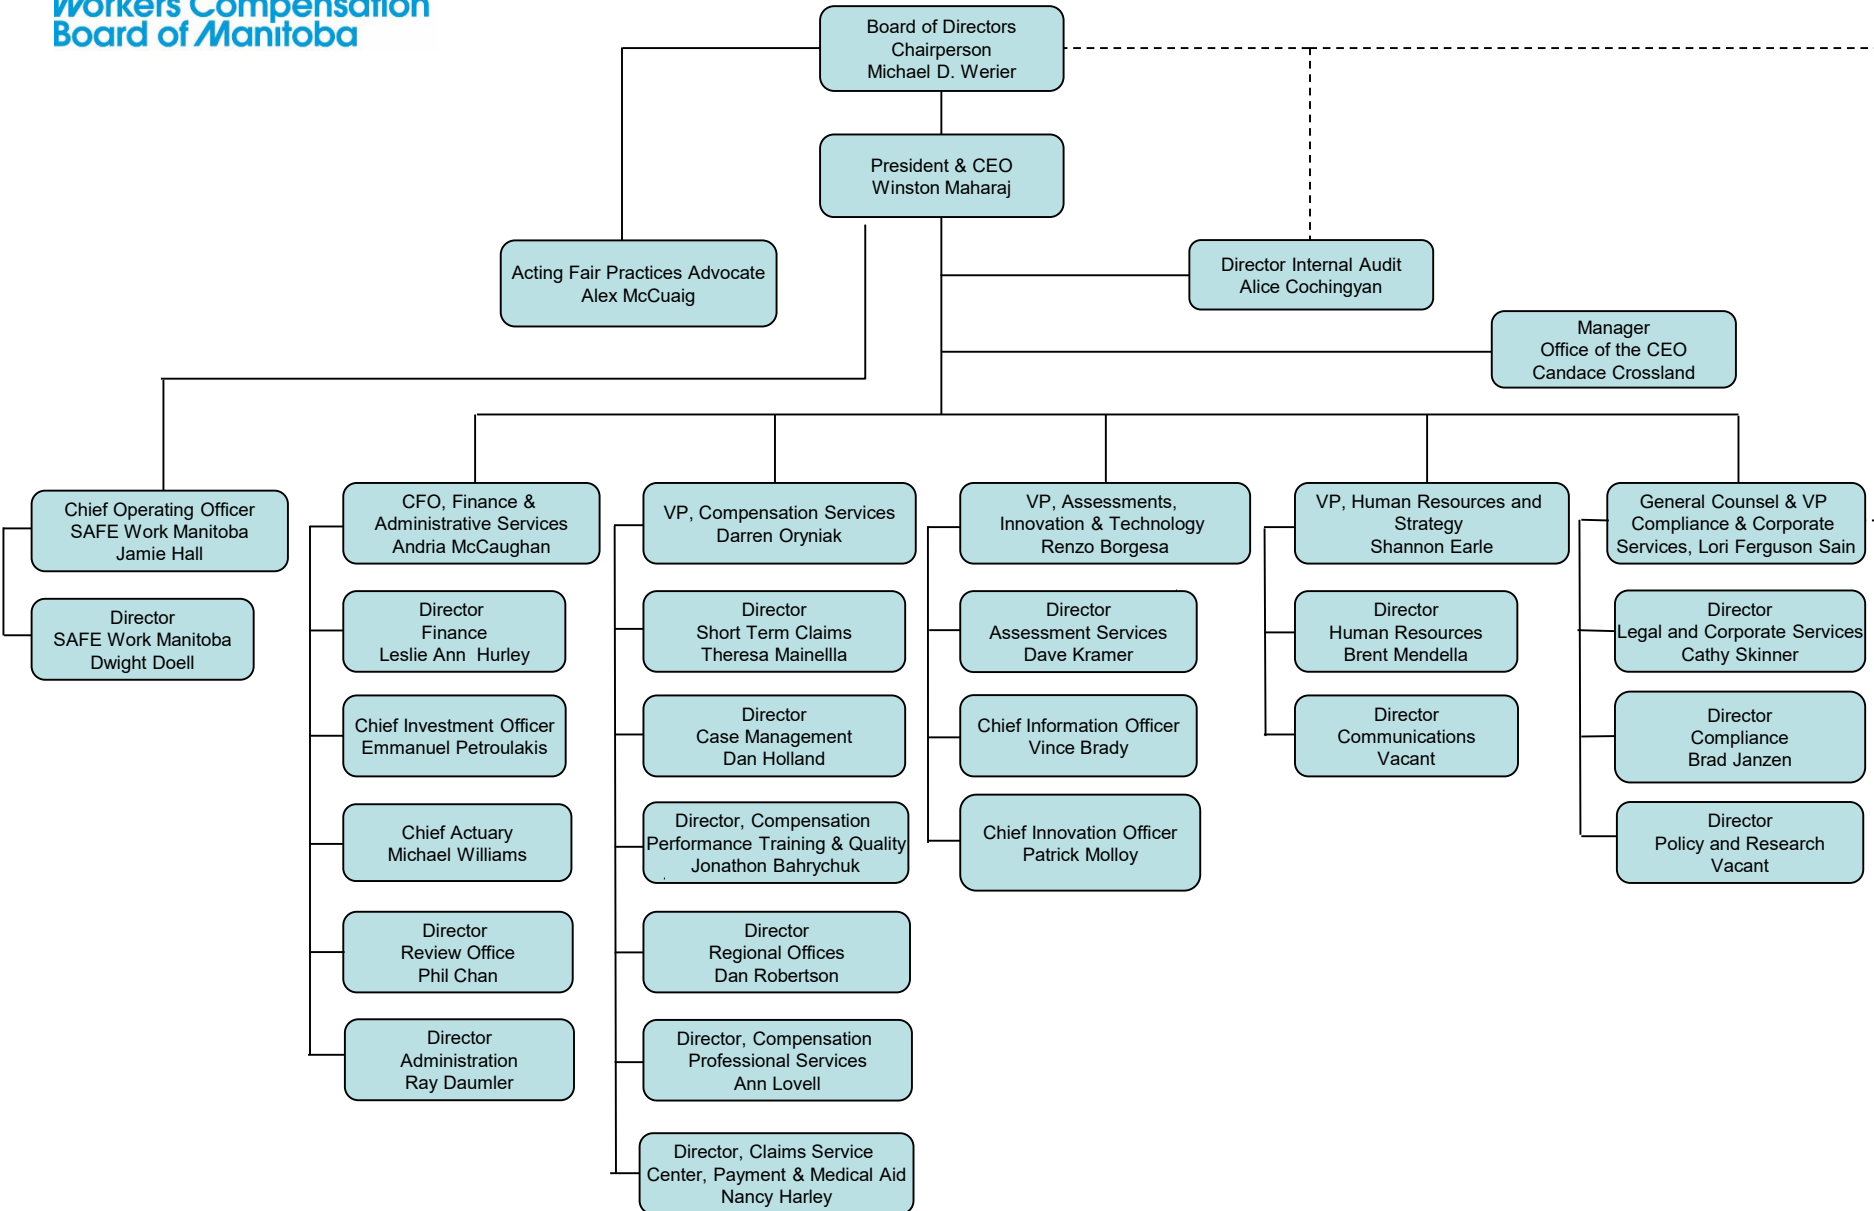 Workers Compensation
Board of Manitoba
Board of Directors
Chairperson
Michael D. Werier
President & CEO
Winston Maharaj
Acting Fair Practices Advocate
Alex McCuaig
Director Internal Audit
Alice Cochingyan
Manager
Office of the CEO
Candace Crossland
Chief Operating Officer
SAFE Work Manitoba
Jamie Hall
Director
SAFE Work Manitoba
Dwight Doell
CFO, Finance &
Administrative Services
Andria McCaughan
Director
Finance
Leslie Ann Hurley
Chief Investment Officer
Emmanuel Petroulakis
Chief Actuary
Michael Williams
Director
Review Office
Phil Chan
Director
Administration
Ray Daumler
VP, Compensation Services
Darren Oryniak
Director
Short Term Claims
Theresa Mainellla
Director
Case Management
Dan Holland
Director, Compensation
Performance Training & Quality
Jonathon Bahrychuk
Director
Regional Offices
Dan Robertson
Director, Compensation
Professional Services
Ann Lovell
Director, Claims Service
Center, Payment & Medical Aid
Nancy Harley
VP, Assessments,
Innovation & Technology
Renzo Borgesa
Director
Assessment Services
Dave Kramer
Chief Information Officer
Vince Brady
Chief Innovation Officer
Patrick Molloy
VP, Human Resources and
Strategy
Shannon Earle
Director
Human Resources
Brent Mendella
Director
Communications
Vacant
General Counsel & VP
Compliance & Corporate
Services, Lori Ferguson Sain
Director
Legal and Corporate Services
Cathy Skinner
Director
Compliance
Brad Janzen
Director
Policy and Research
Vacant